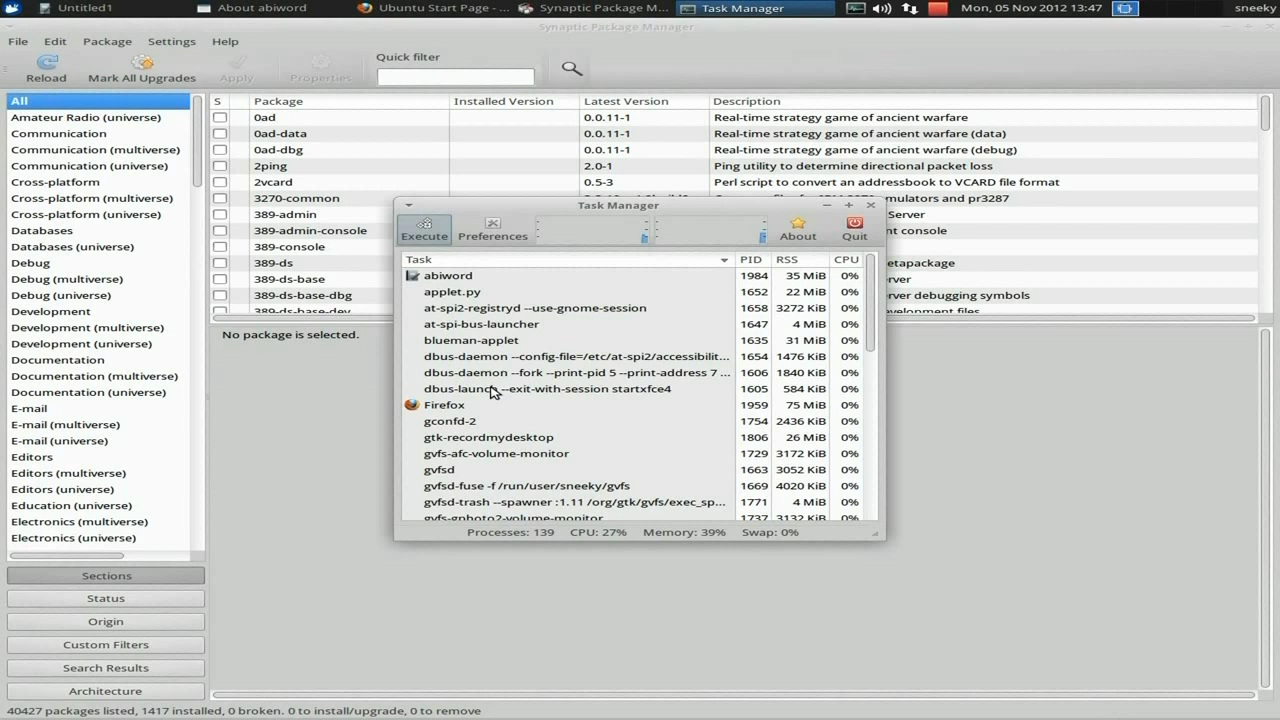 Untitled1 About abiword Ubuntu Start Page - ... Synaptic Package M... Task Manager Mon, 05 Nov 2012 13:47 sneeky
Synaptic Package Manager
File Edit Package Settings Help
Reload Mark All Upgrades Apply Properties Quick filter
All
Amateur Radio (universe)
Communication
Communication (multiverse)
Communication (universe)
Cross-platform
Cross-platform (multiverse)
Cross-platform (universe)
Databases
Databases (universe)
Debug
Debug (multiverse)
Debug (universe)
Development
Development (multiverse)
Development (universe)
Documentation
Documentation (multiverse)
Documentation (universe)
E-mail
E-mail (multiverse)
E-mail (universe)
Editors
Editors (multiverse)
Editors (universe)
Education (universe)
Electronics (multiverse)
Electronics (universe)
Sections
Status
Origin
Custom Filters
Search Results
Architecture
S Package Installed Version Latest Version Description
0ad 0.0.11-1 Real-time strategy game of ancient warfare
0ad-data 0.0.11-1 Real-time strategy game of ancient warfare (data)
0ad-dbg 0.0.11-1 Real-time strategy game of ancient warfare (debug)
2ping 2.0-1 Ping utility to determine directional packet loss
2vcard 0.5-3 Perl script to convert an addressbook to VCARD file format
3270-common emulators and pr3287
389-admin Server
389-admin-console console
389-console
389-ds metapackage
389-ds-base
389-ds-base-dbg debugging symbols
389-ds-base-dev development files
No package is selected.
Task Manager
Execute Preferences About Quit
Task PID RSS CPU
abiword 1984 35 MiB 0%
applet.py 1652 22 MiB 0%
at-spi2-registryd --use-gnome-session 1658 3272 KiB 0%
at-spi-bus-launcher 1647 4 MiB 0%
blueman-applet 1635 31 MiB 0%
dbus-daemon --config-file=/etc/at-spi2/accessibilit... 1654 1476 KiB 0%
dbus-daemon --fork --print-pid 5 --print-address 7 ... 1606 1840 KiB 0%
dbus-launch --exit-with-session startxfce4 1605 584 KiB 0%
Firefox 1959 75 MiB 0%
gconfd-2 1754 2436 KiB 0%
gtk-recordmydesktop 1806 26 MiB 0%
gvfs-afc-volume-monitor 1729 3172 KiB 0%
gvfsd 1663 3052 KiB 0%
gvfsd-fuse -f /run/user/sneeky/gvfs 1669 4020 KiB 0%
gvfsd-trash --spawner :1.11 /org/gtk/gvfs/exec_sp... 1771 4 MiB 0%
gvfs-gphoto2-volume-monitor 1737 3132 KiB 0%
Processes: 139 CPU: 27% Memory: 39% Swap: 0%
40427 packages listed, 1417 installed, 0 broken. 0 to install/upgrade, 0 to remove